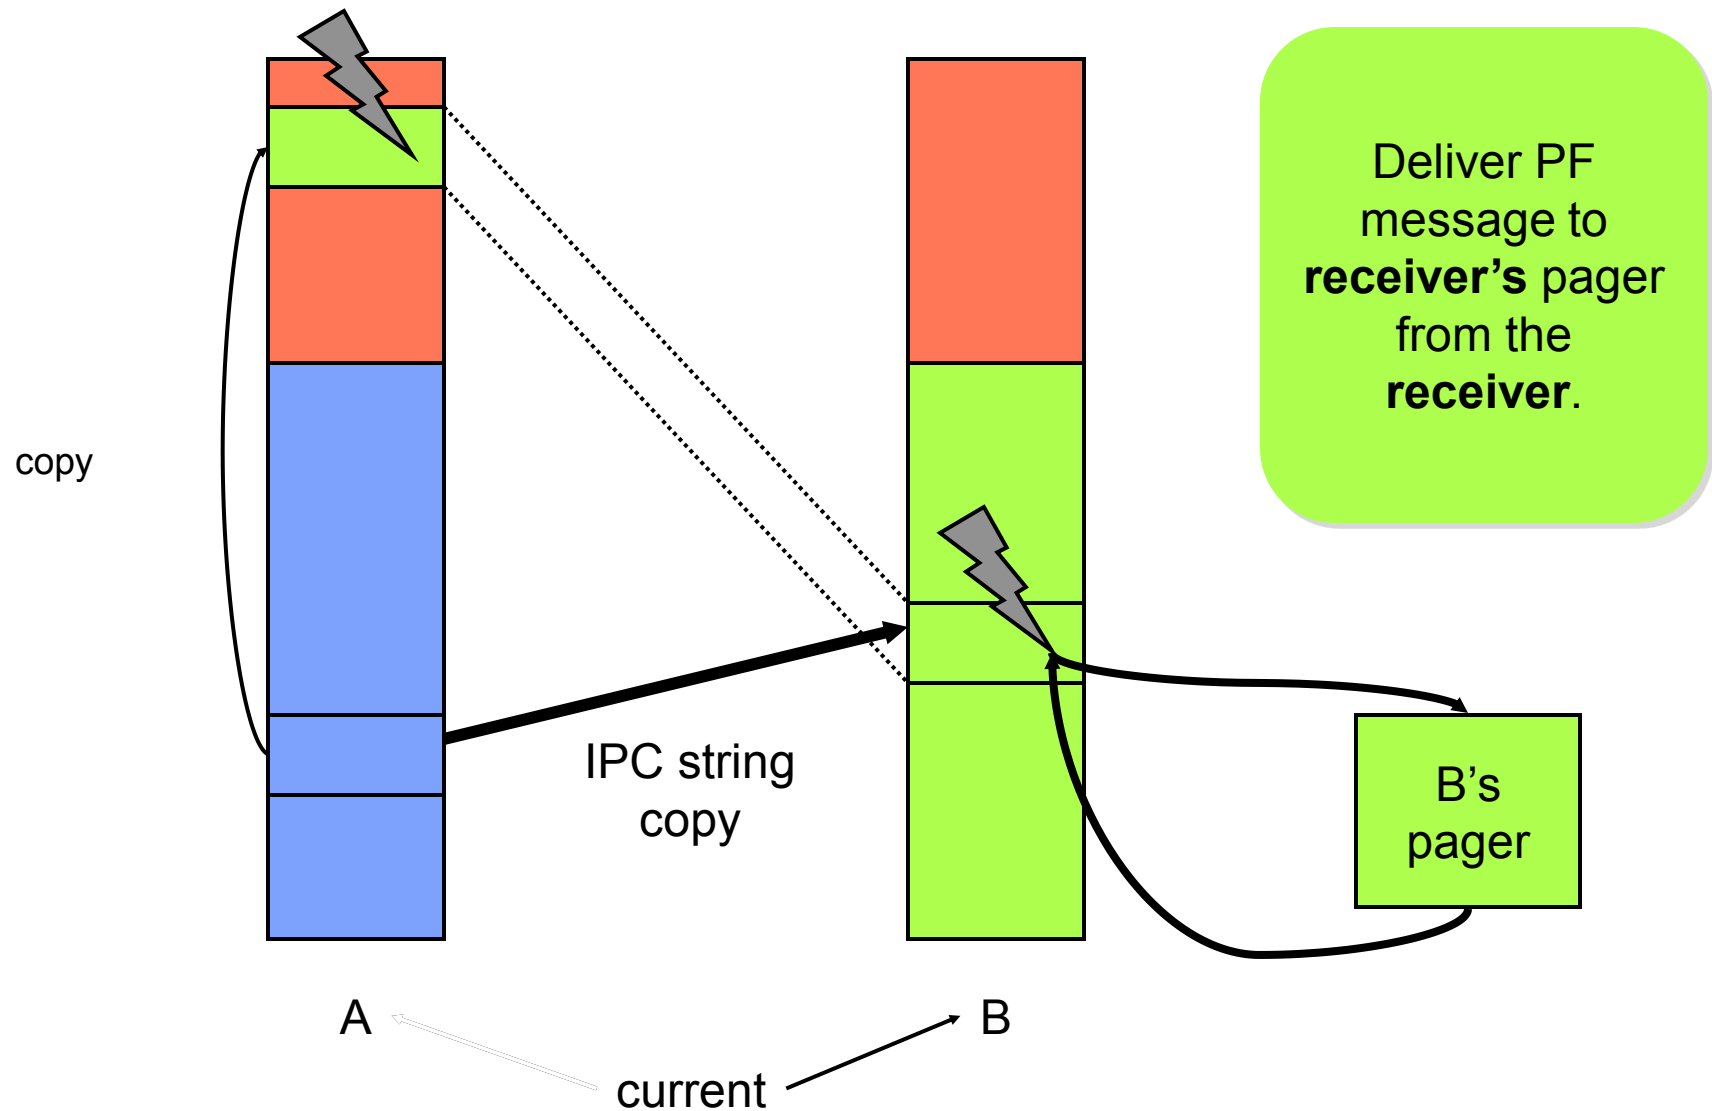 Deliver PF
message to
receiver’s pager
from the
receiver.
copy
IPC string
copy
B’s
pager
A
B
current